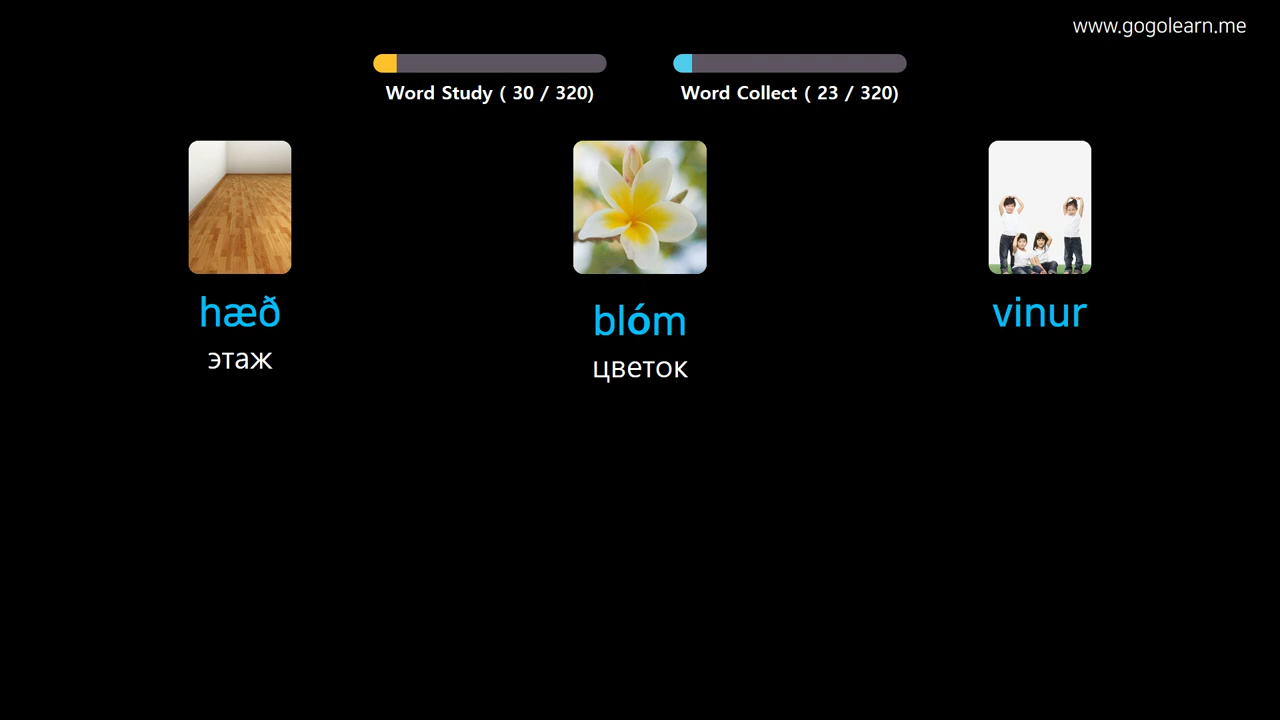 www.gogolearn.me
Word Study ( 30 / 320)
Word Collect ( 23 / 320)
hæð
этаж
blóm
цветок
vinur